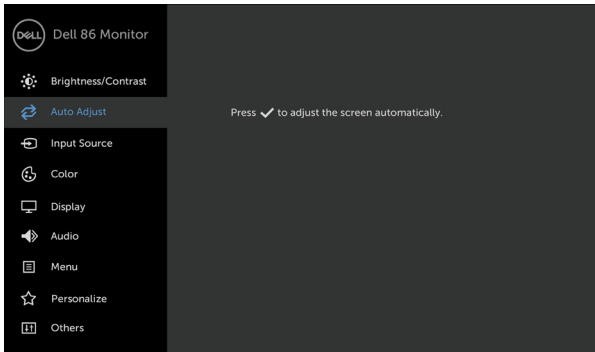 DELL Dell 86 Monitor
Brightness/Contrast
Auto Adjust
Press ✓ to adjust the screen automatically.
Input Source
Color
Display
Audio
Menu
Personalize
Others